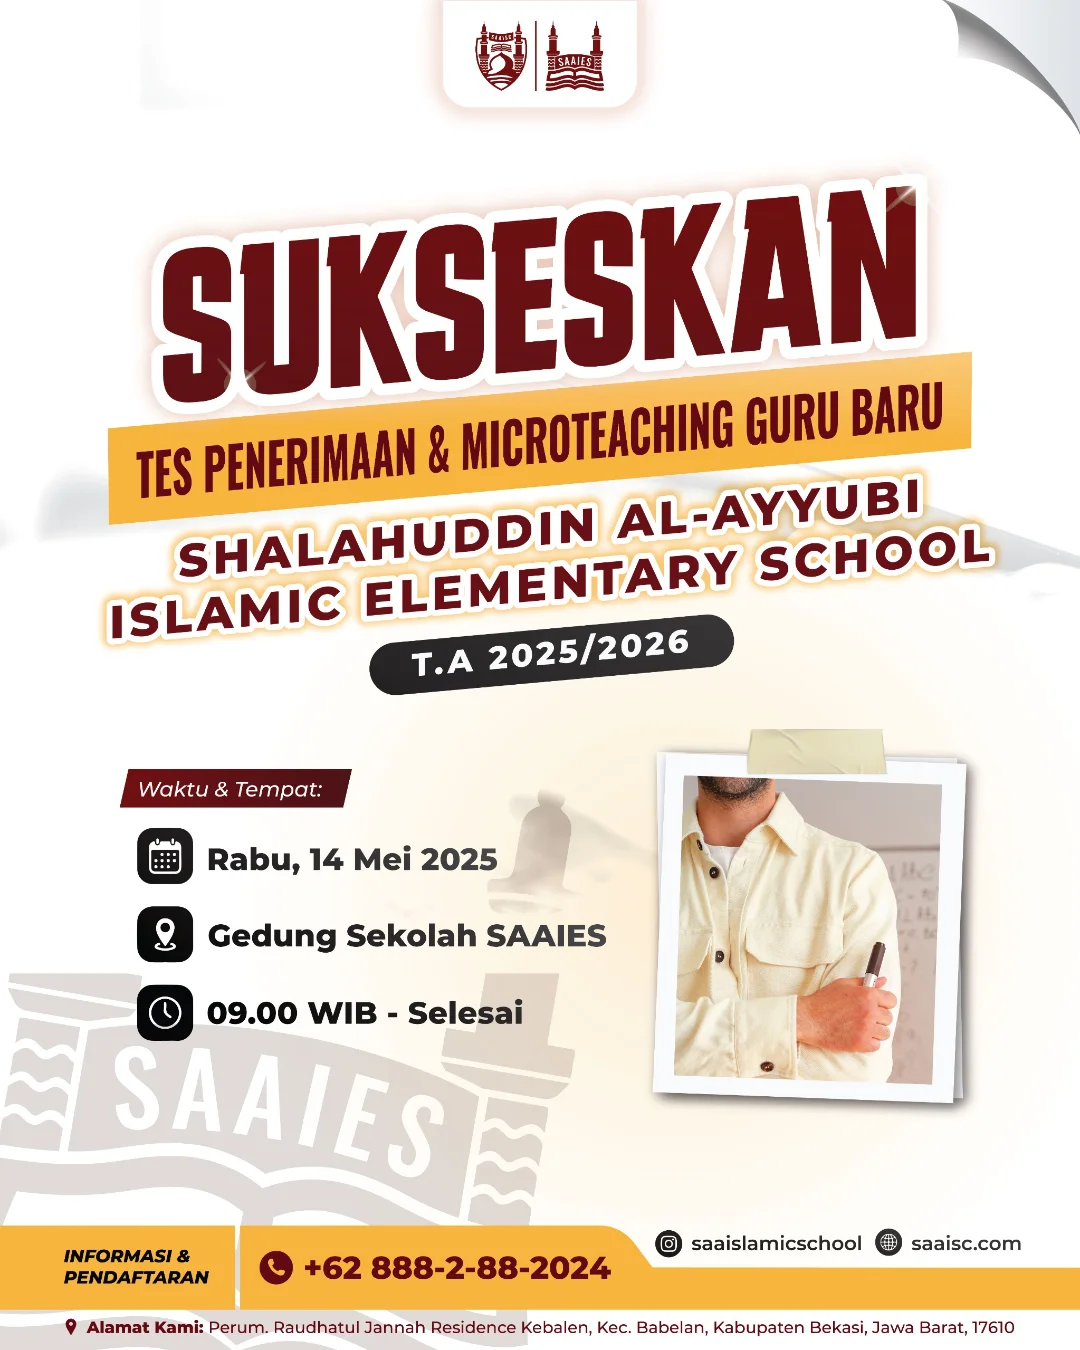 SAAISC
SAAIES
SUKSESKAN
TES PENERIMAAN & MICROTEACHING GURU BARU
SHALAHUDDIN AL-AYYUBI
ISLAMIC ELEMENTARY SCHOOL
T.A 2025/2026
Waktu & Tempat:
Rabu, 14 Mei 2025
Gedung Sekolah SAAIES
09.00 WIB - Selesai
SAAIES
INFORMASI &
PENDAFTARAN
+62 888-2-88-2024
saaislamicschool
saaisc.com
Alamat Kami: Perum. Raudhatul Jannah Residence Kebalen, Kec. Babelan, Kabupaten Bekasi, Jawa Barat, 17610